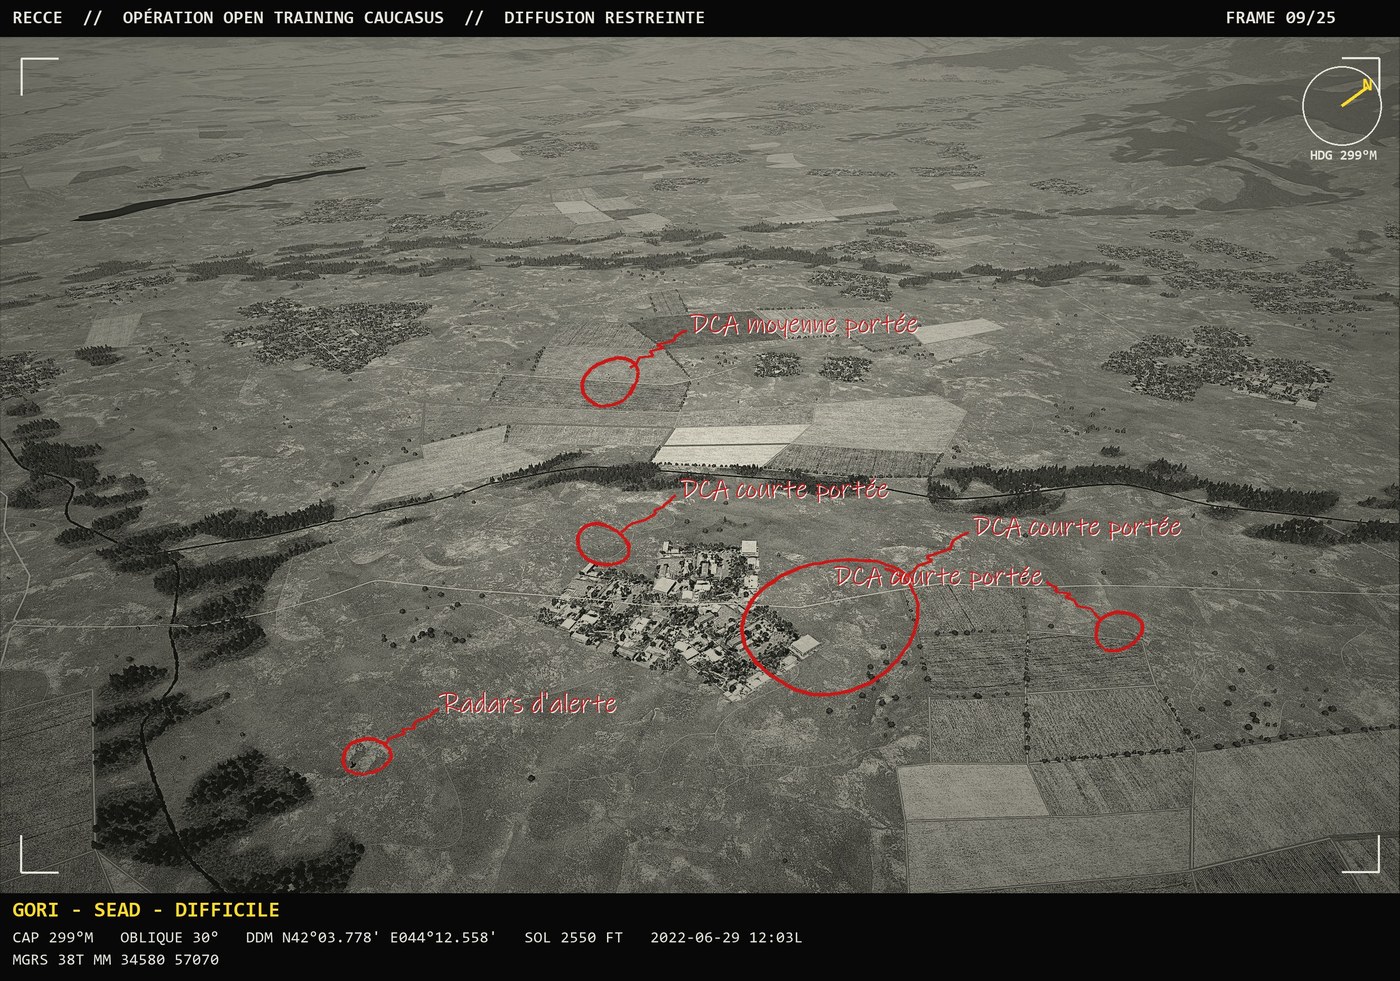 RECCE // OPÉRATION OPEN TRAINING CAUCASUS // DIFFUSION RESTREINTE
FRAME 09/25
N
HDG 299°M
DCA moyenne portée
DCA courte portée
DCA courte portée
DCA courte portée
Radars d'alerte
GORI - SEAD - DIFFICILE
CAP 299°M OBLIQUE 30° DDM N42°03.778' E044°12.558' SOL 2550 FT 2022-06-29 12:03L
MGRS 38T MM 34580 57070